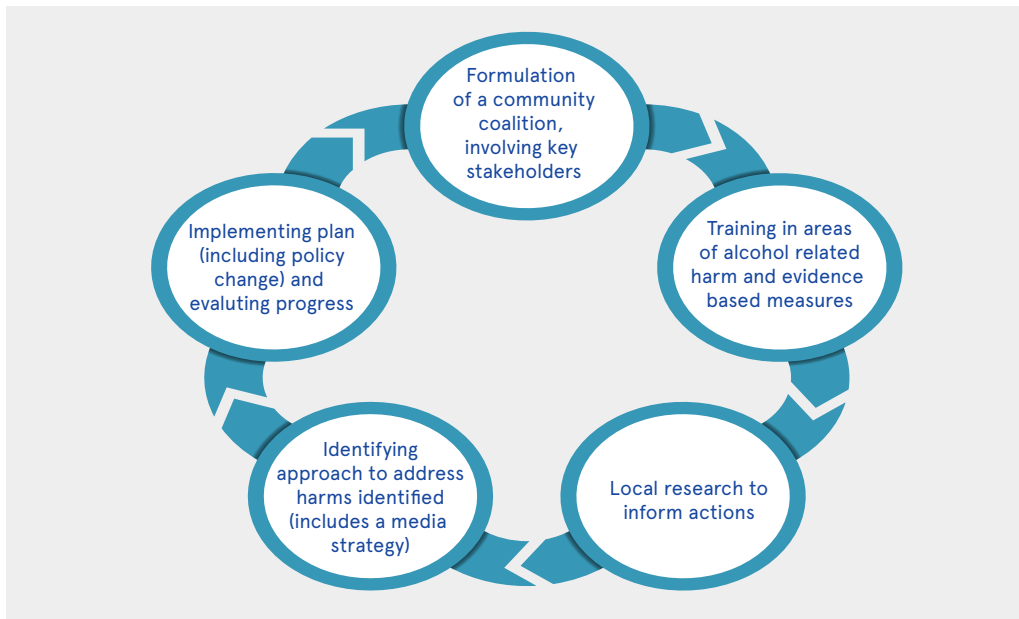 Formulation
of a community
coalition,
involving key
stakeholders
Training in areas
of alcohol related
harm and evidence
based measures
Local research to
inform actions
Identifying
approach to address
harms identified
(includes a media
strategy)
Implementing plan
(including policy
change) and
evaluting progress